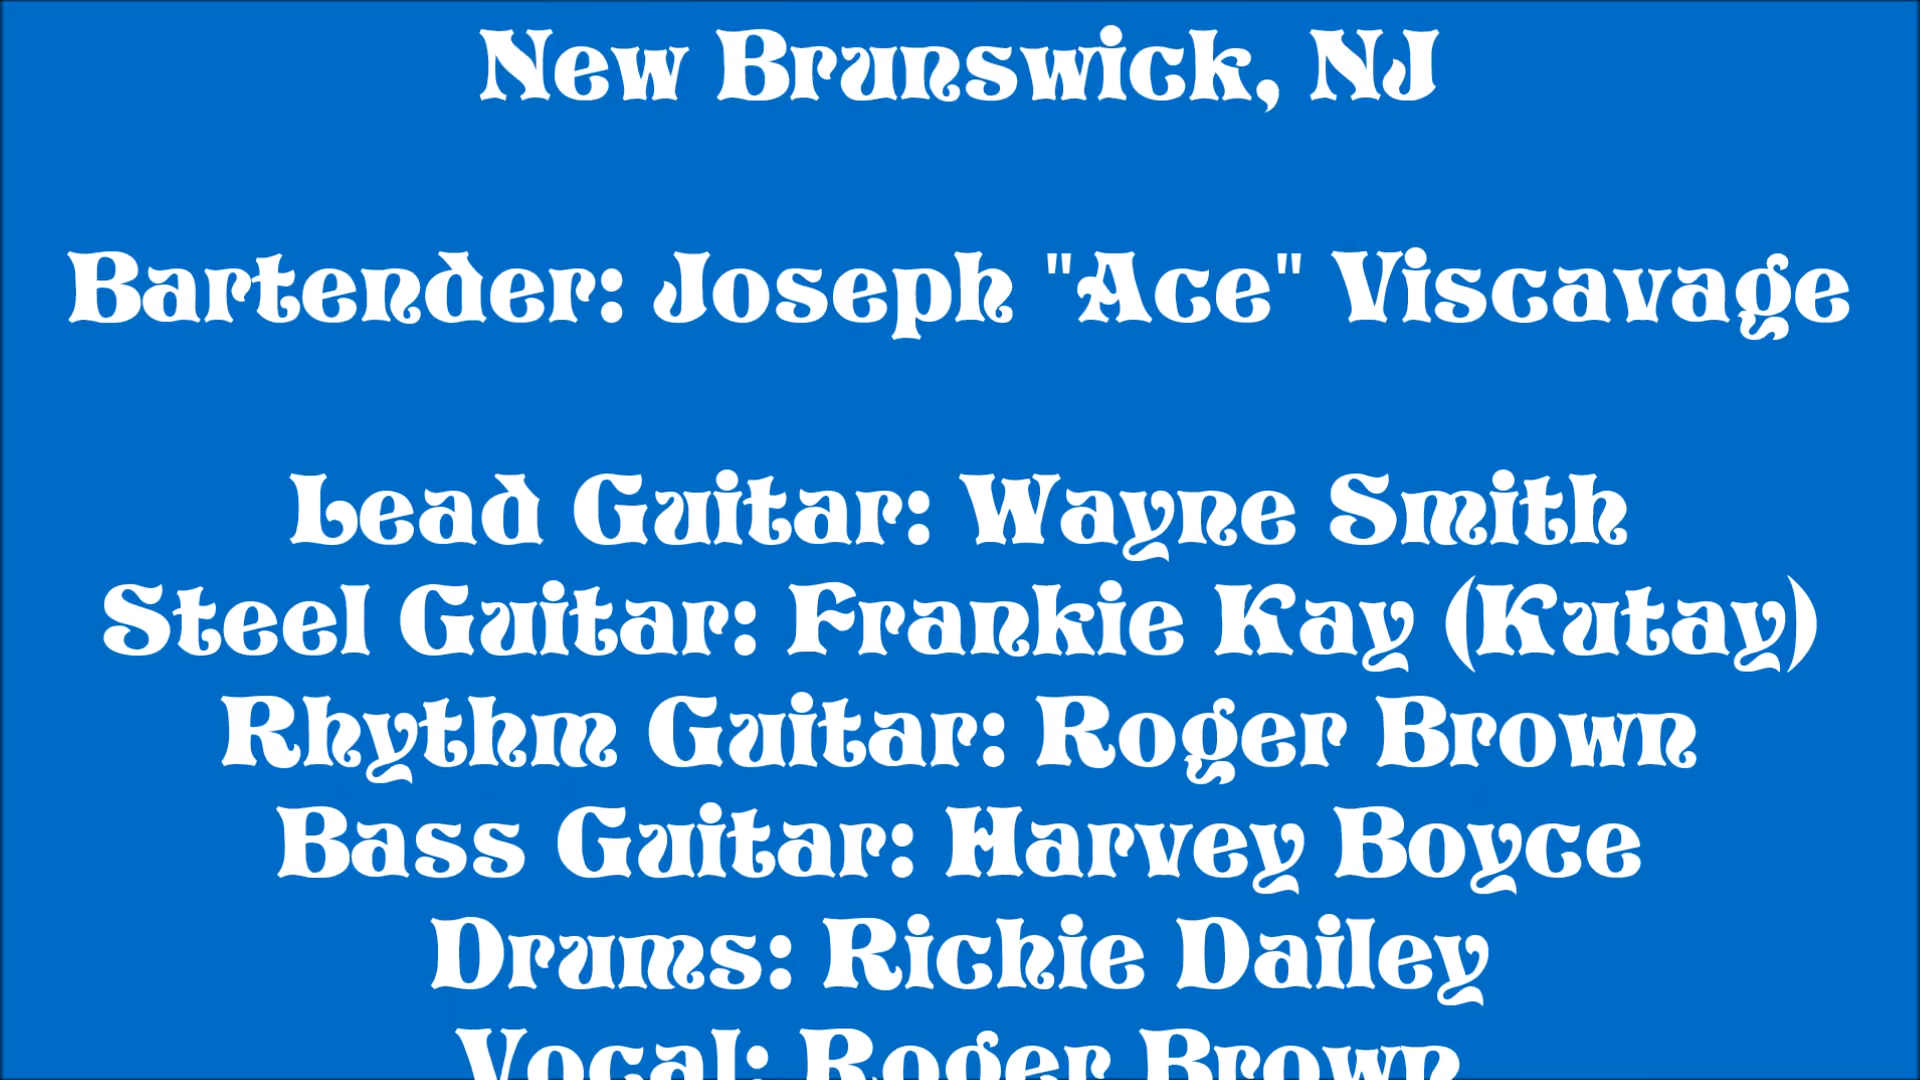 New Brunswick, NJ
Bartender: Joseph "Ace" Viscavage
Lead Guitar: Wayne Smith
Steel Guitar: Frankie Kay (Kutay)
Rhythm Guitar: Roger Brown
Bass Guitar: Harvey Boyce
Drums: Richie Dailey
Vocal: Roger Brown